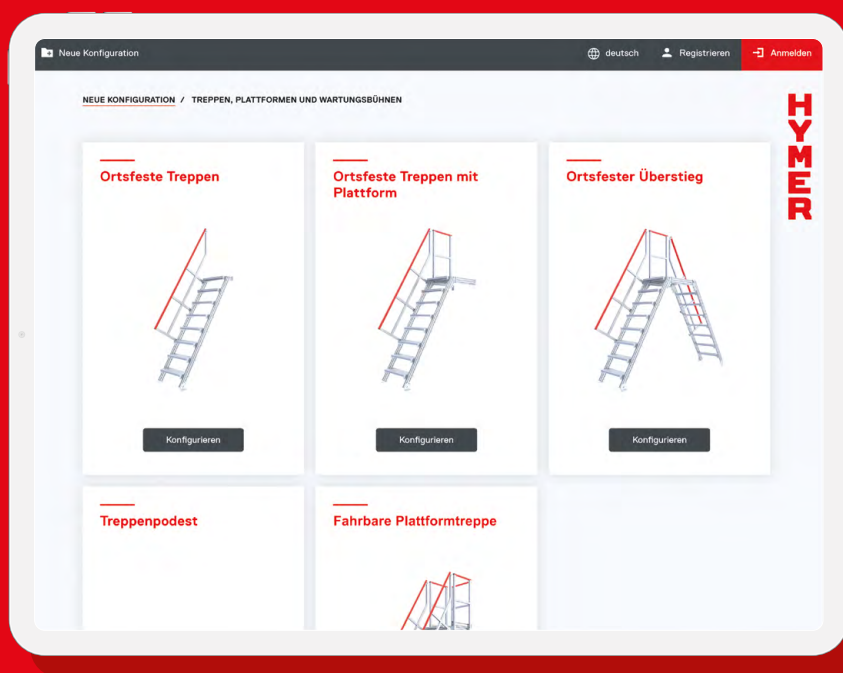 Neue Konfiguration
deutsch
Registrieren
Anmelden
NEUE KONFIGURATION / TREPPEN, PLATTFORMEN UND WARTUNGSBÜHNEN
HYMER
Ortsfeste Treppen
Konfigurieren
Ortsfeste Treppen mit
Plattform
Konfigurieren
Ortsfester Überstieg
Konfigurieren
Treppenpodest
Fahrbare Plattformtreppe